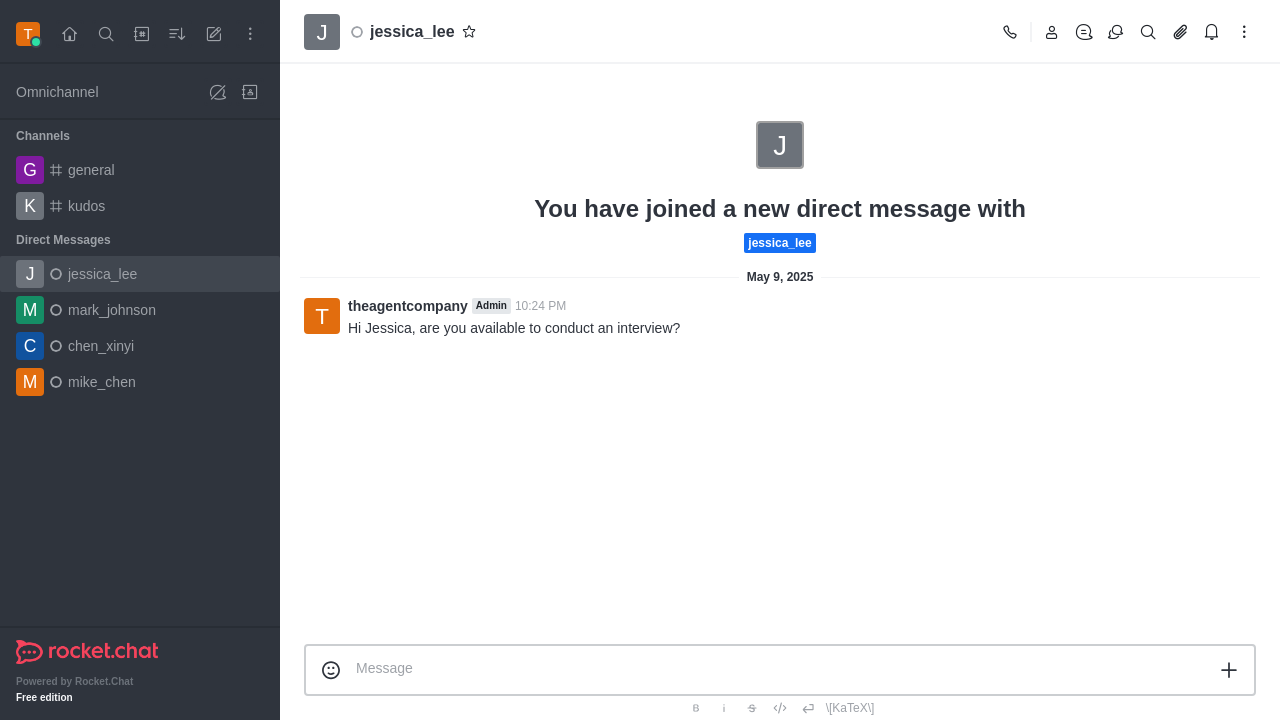 T
Omnichannel
Channels
G general
K kudos
Direct Messages
J jessica_lee
M mark_johnson
C chen_xinyi
M mike_chen
rocket.chat
Powered by Rocket.Chat
Free edition
J jessica_lee
J
You have joined a new direct message with
jessica_lee
May 9, 2025
T
theagentcompany Admin 10:24 PM
Hi Jessica, are you available to conduct an interview?
Message
B i S \[KaTeX\]